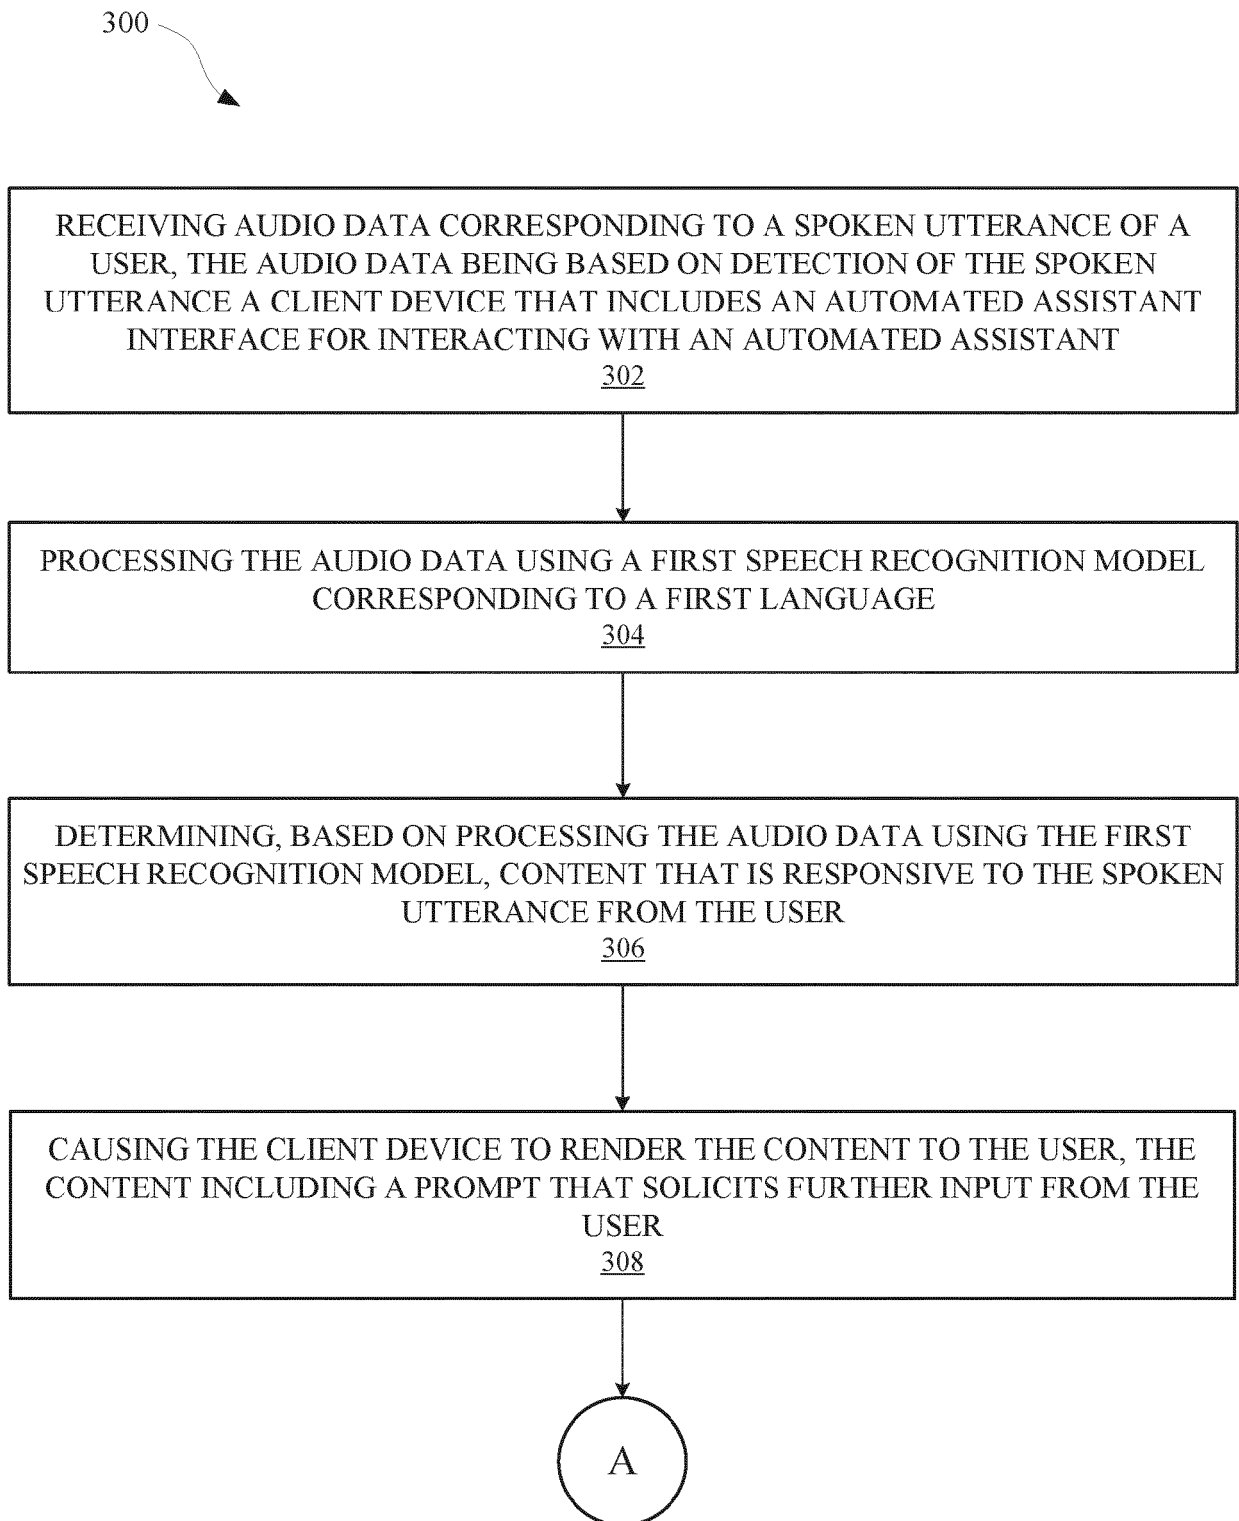 300
RECEIVING AUDIO DATA CORRESPONDING TO A SPOKEN UTTERANCE OF A
USER, THE AUDIO DATA BEING BASED ON DETECTION OF THE SPOKEN
UTTERANCE A CLIENT DEVICE THAT INCLUDES AN AUTOMATED ASSISTANT
INTERFACE FOR INTERACTING WITH AN AUTOMATED ASSISTANT
302
PROCESSING THE AUDIO DATA USING A FIRST SPEECH RECOGNITION MODEL
CORRESPONDING TO A FIRST LANGUAGE
304
DETERMINING, BASED ON PROCESSING THE AUDIO DATA USING THE FIRST
SPEECH RECOGNITION MODEL, CONTENT THAT IS RESPONSIVE TO THE SPOKEN
UTTERANCE FROM THE USER
306
CAUSING THE CLIENT DEVICE TO RENDER THE CONTENT TO THE USER, THE
CONTENT INCLUDING A PROMPT THAT SOLICITS FURTHER INPUT FROM THE
USER
308
A